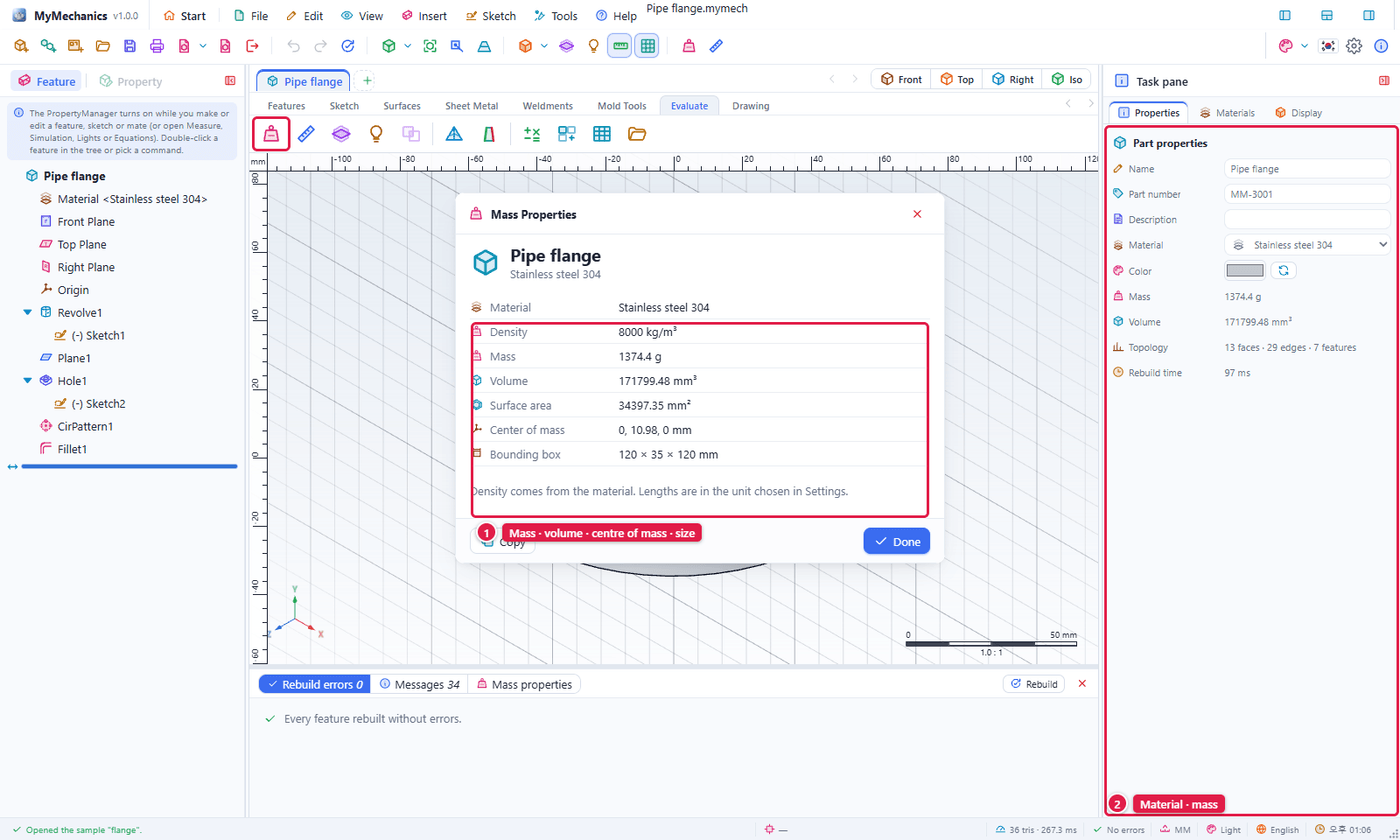 MyMechanics v1.0.0
Start
File
Edit
View
Insert
Sketch
Tools
Help
Pipe flange.mymech
Feature
Property
The PropertyManager turns on while you make or
edit a feature, sketch or mate (or open Measure,
Simulation, Lights or Equations). Double-click a
feature in the tree or pick a command.
Pipe flange
Material <Stainless steel 304>
Front Plane
Top Plane
Right Plane
Origin
Revolve1
(-) Sketch1
Plane1
Hole1
(-) Sketch2
CirPattern1
Fillet1
Pipe flange
Front
Top
Right
Iso
Features
Sketch
Surfaces
Sheet Metal
Weldments
Mold Tools
Evaluate
Drawing
mm
-100
-80
-60
-40
-20
0
20
40
60
80
100
120
80
60
40
20
0
-20
-40
-60
Mass Properties
Pipe flange
Stainless steel 304
Material Stainless steel 304
Density 8000 kg/m³
Mass 1374.4 g
Volume 171799.48 mm³
Surface area 34397.35 mm²
Center of mass 0, 10.98, 0 mm
Bounding box 120 × 35 × 120 mm
Density comes from the material. Lengths are in the unit chosen in Settings.
1 Mass · volume · centre of mass · size
Copy
Done
Y
Z
X
0 50 mm
1.0 : 1
Rebuild errors 0
Messages 34
Mass properties
Rebuild
Every feature rebuilt without errors.
Task pane
Properties
Materials
Display
Part properties
Name Pipe flange
Part number MM-3001
Description
Material Stainless steel 304
Color
Mass 1374.4 g
Volume 171799.48 mm³
Topology 13 faces · 29 edges · 7 features
Rebuild time 97 ms
2 Material · mass
Opened the sample "flange".
—
36 tris · 267.3 ms
No errors
MM
Light
English
오후 01:06